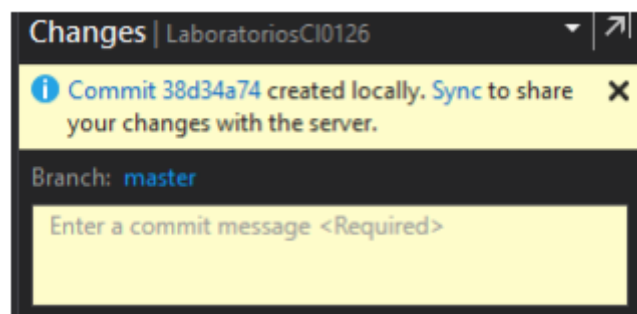 Changes | LaboratoriosCI0126
Commit 38d34a74 created locally. Sync to share
your changes with the server.
Branch: master
Enter a commit message <Required>